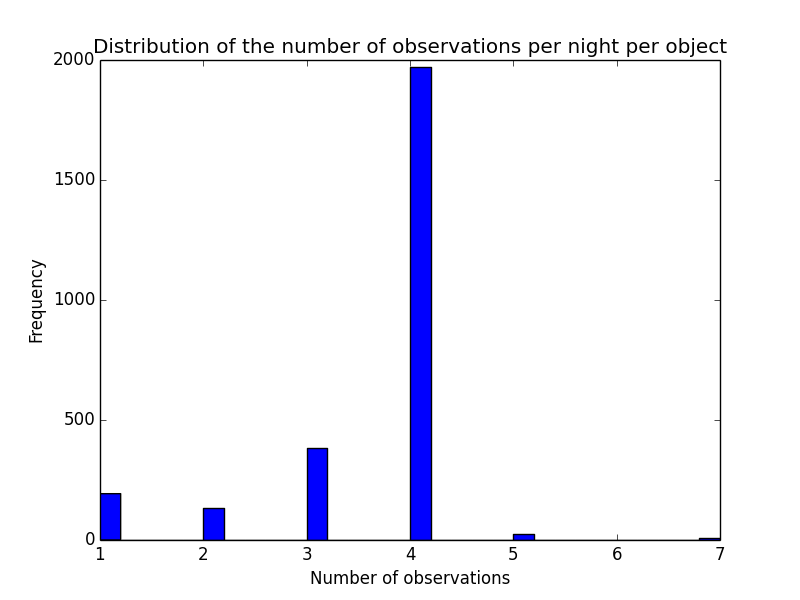 Distribution of the number of observations per night per object
2000
1500
1000
500
0
Frequency
1 2 3 4 5 6 7
Number of observations